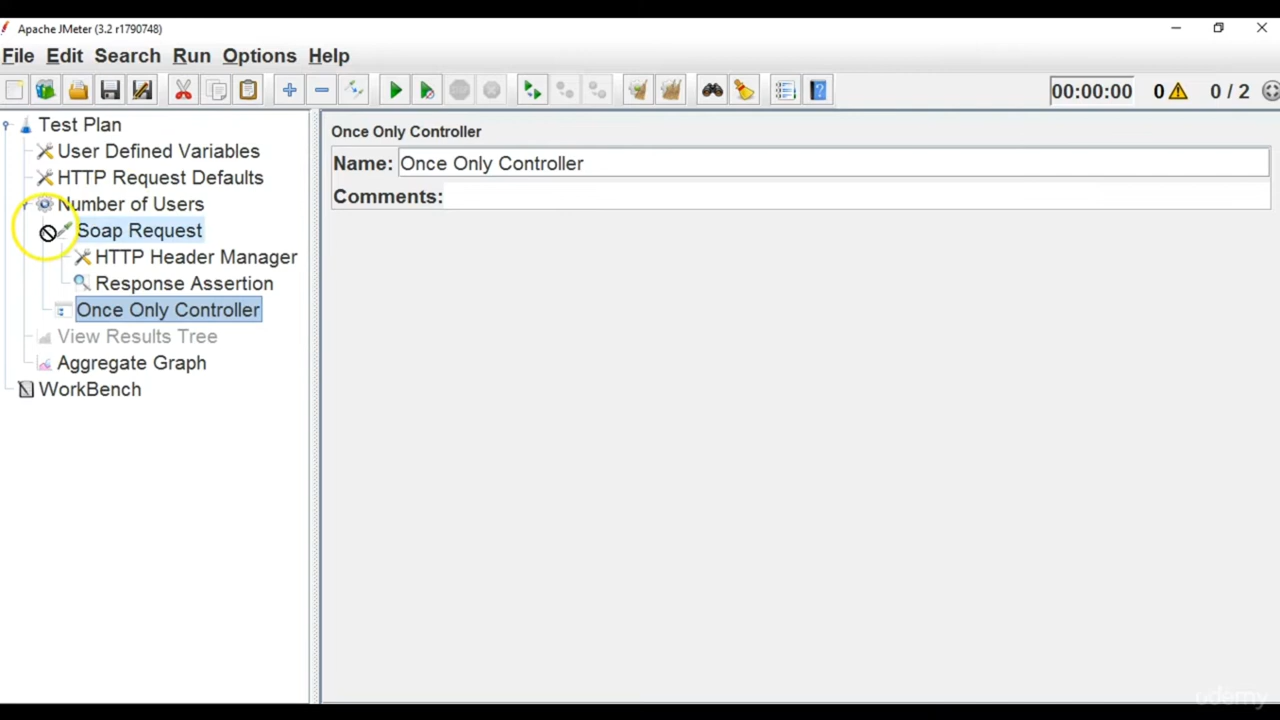 Apache JMeter (3.2 r1790748)
File Edit Search Run Options Help
00:00:00 0 0 / 2
Test Plan
User Defined Variables
HTTP Request Defaults
Number of Users
Soap Request
HTTP Header Manager
Response Assertion
Once Only Controller
View Results Tree
Aggregate Graph
WorkBench
Once Only Controller
Name: Once Only Controller
Comments:
udemy